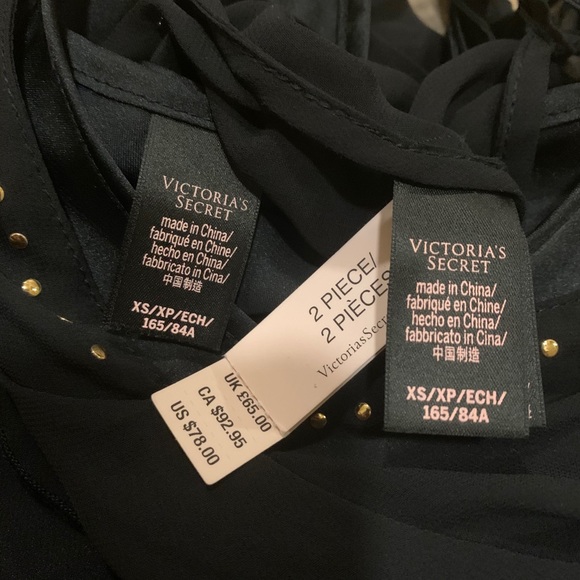 VICTORIA'S
SECRET
made in China/
fabriqué en Chine/
hecho en China/
fabbricato in Cina/
中国制造
XS/XP/ECH/
165/84A
2 PIECE/
2 PIÈCES
VictoriasSecret
UK £65.00
CA $92.95
US $78.00
VICTORIA'S
SECRET
made in China/
fabriqué en Chine/
hecho en China/
fabbricato in Cina/
中国制造
XS/XP/ECH/
165/84A